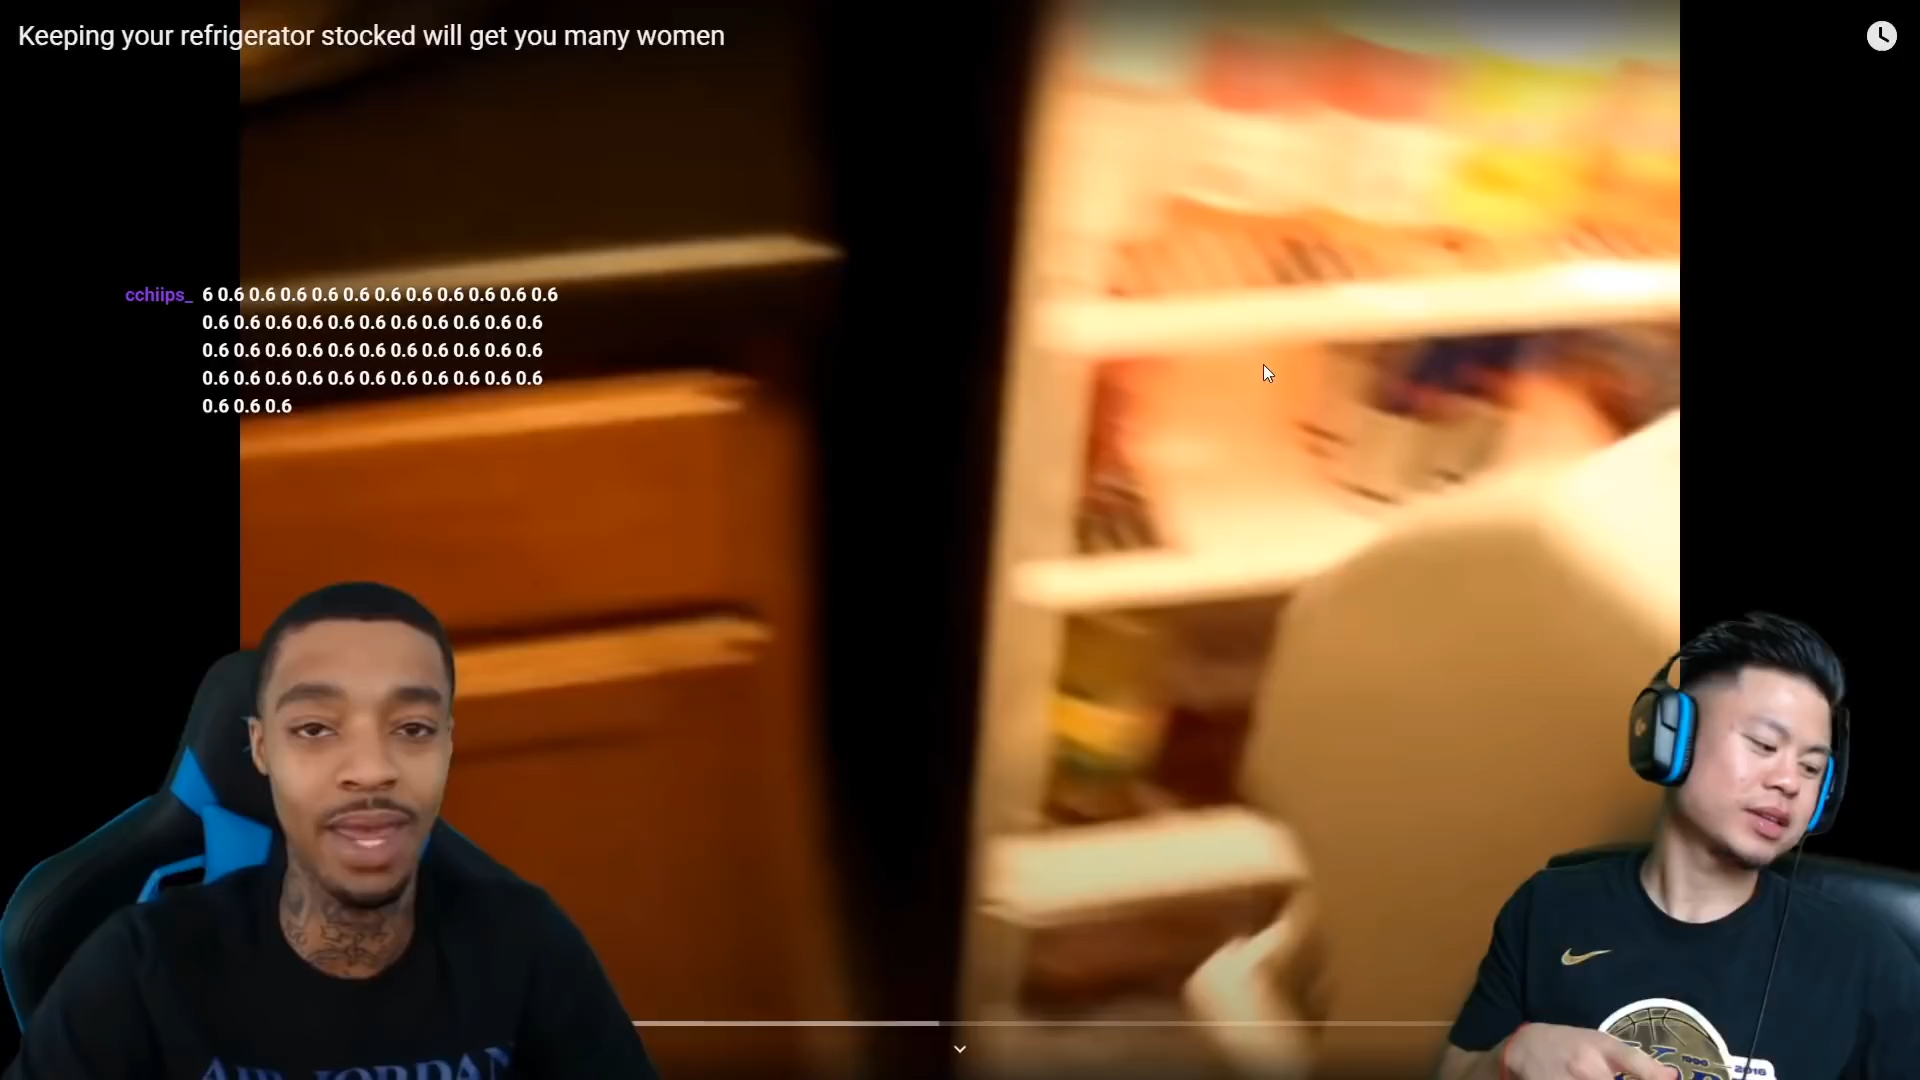 Keeping your refrigerator stocked will get you many women
cchiips_ 6 0.6 0.6 0.6 0.6 0.6 0.6 0.6 0.6 0.6 0.6 0.6
0.6 0.6 0.6 0.6 0.6 0.6 0.6 0.6 0.6 0.6 0.6
0.6 0.6 0.6 0.6 0.6 0.6 0.6 0.6 0.6 0.6 0.6
0.6 0.6 0.6 0.6 0.6 0.6 0.6 0.6 0.6 0.6 0.6
0.6 0.6 0.6
AIR JORDAN
1996 2016